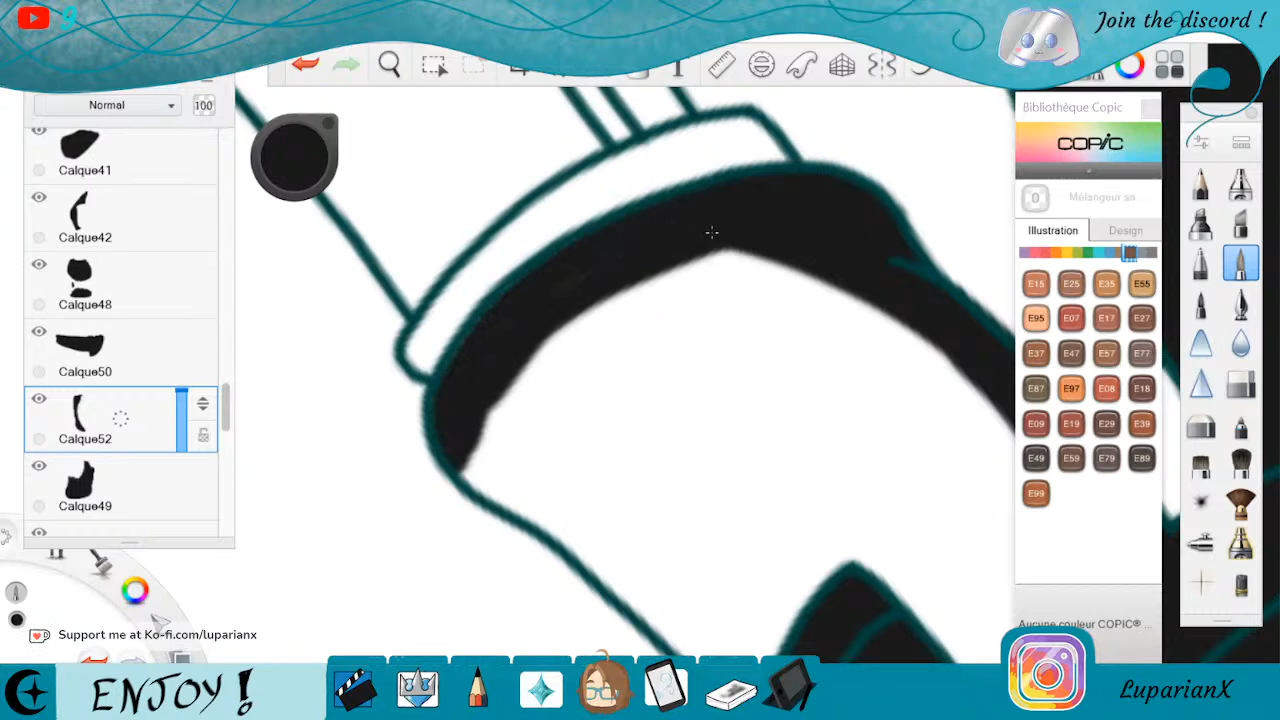 9
Join the discord !
Normal
100
Calque41
Calque42
Calque48
Calque50
Calque52
Calque49
Bibliothèque Copic
COPIC
0
Mélangeur sa...
Illustration
Design
E15 E25 E35 E55
E95 E07 E17 E27
E37 E47 E57 E77
E87 E97 E08 E18
E09 E19 E29 E39
E49 E59 E79 E89
E99
Aucune couleur COPIC® ...
Support me at Ko-fi.com/luparianx
ENJOY !
LuparianX